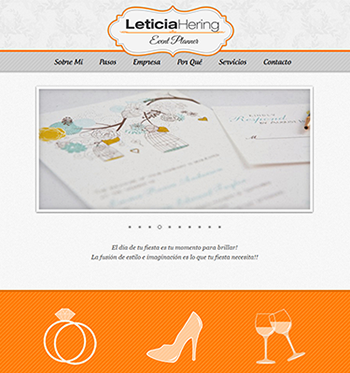 LeticiaHering
Event Planner
Sobre Mí Pasos Empresa Por Qué Servicios Contacto
El día de tu fiesta es tu momento para brillar!
La fusión de estilo e imaginación es lo que tu fiesta necesita!!